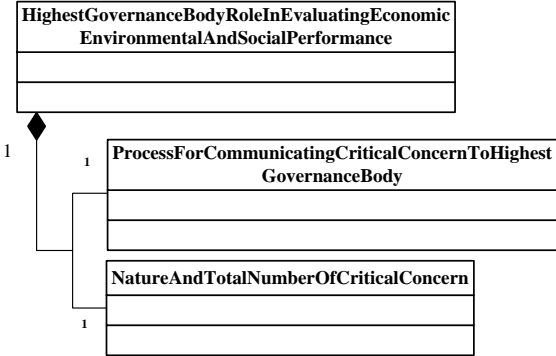 HighestGovernanceBodyRoleInEvaluatingEconomic
EnvironmentalAndSocialPerformance
1
1
ProcessForCommunicatingCriticalConcernToHighest
GovernanceBody
NatureAndTotalNumberOfCriticalConcern
1